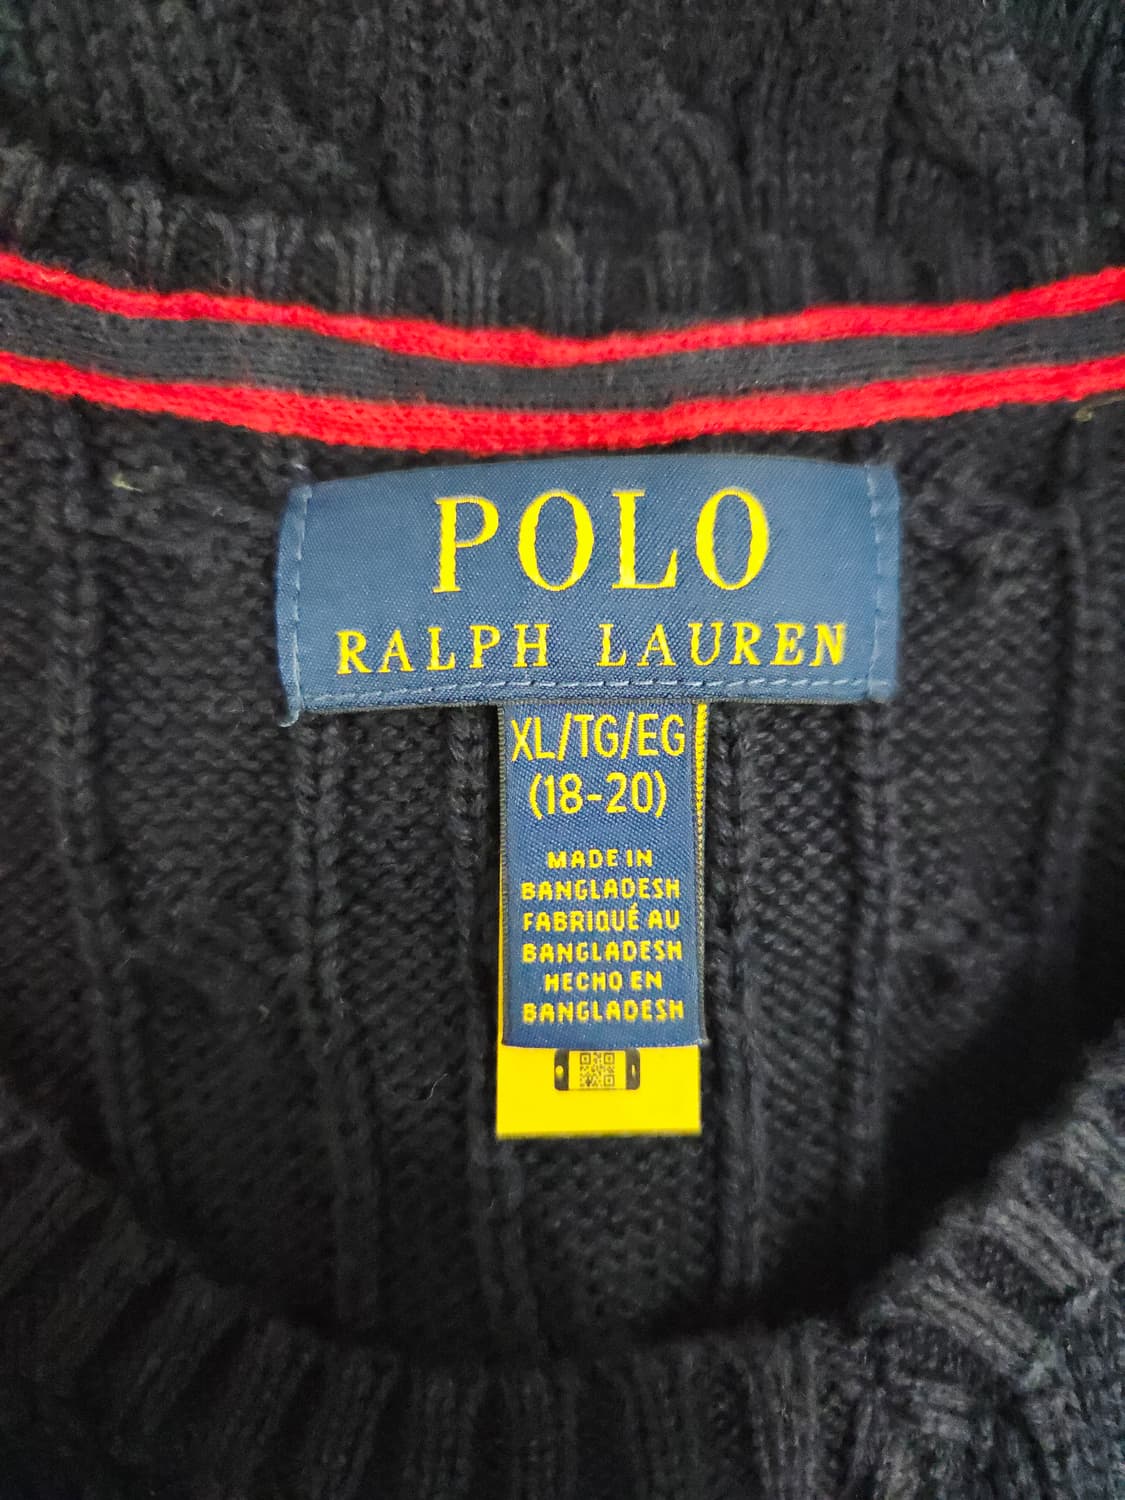 POLO
RALPH LAUREN
XL/TG/EG
(18-20)
MADE IN
BANGLADESH
FABRIQUÉ AU
BANGLADESH
HECHO EN
BANGLADESH